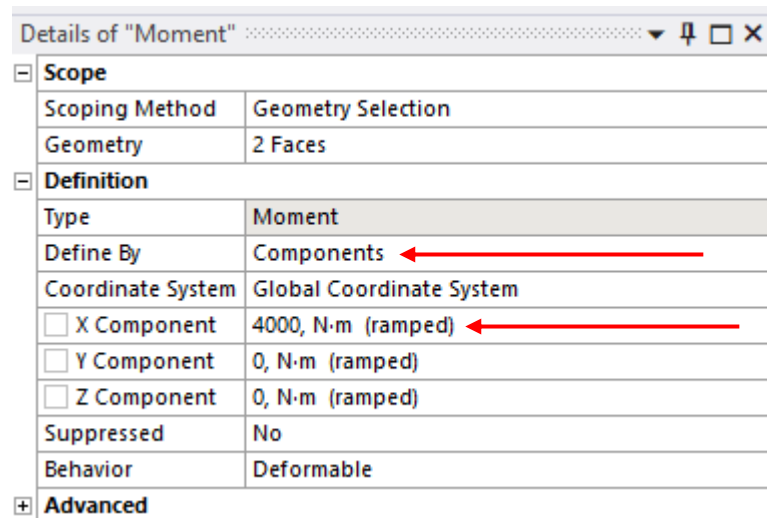 Details of "Moment"
Scope
Scoping Method Geometry Selection
Geometry 2 Faces
Definition
Type Moment
Define By Components
Coordinate System Global Coordinate System
X Component 4000, N·m (ramped)
Y Component 0, N·m (ramped)
Z Component 0, N·m (ramped)
Suppressed No
Behavior Deformable
Advanced